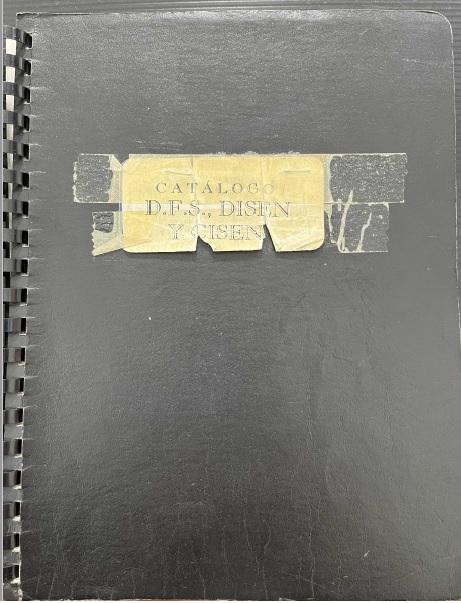 CATÁLOGO
D.F.S., DISEN
Y CISEN